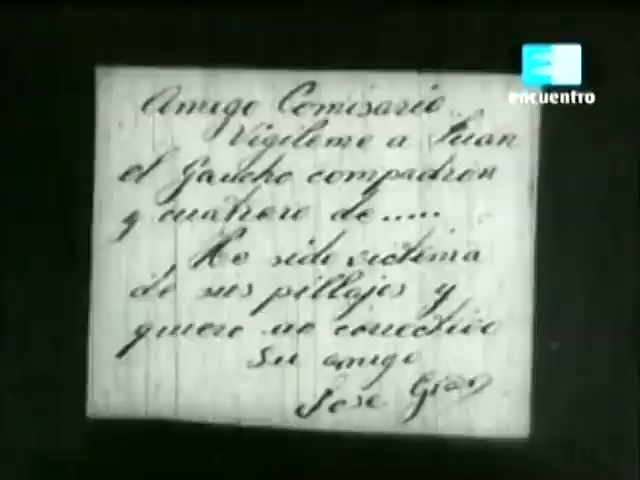 encuentro
Amigo Comisario
Vigileme a Juan
el Gaucho compadron
y cuatrero de.....
He sido victima
de sus pillajes y
quiero un correctivo
Su amigo
Jose